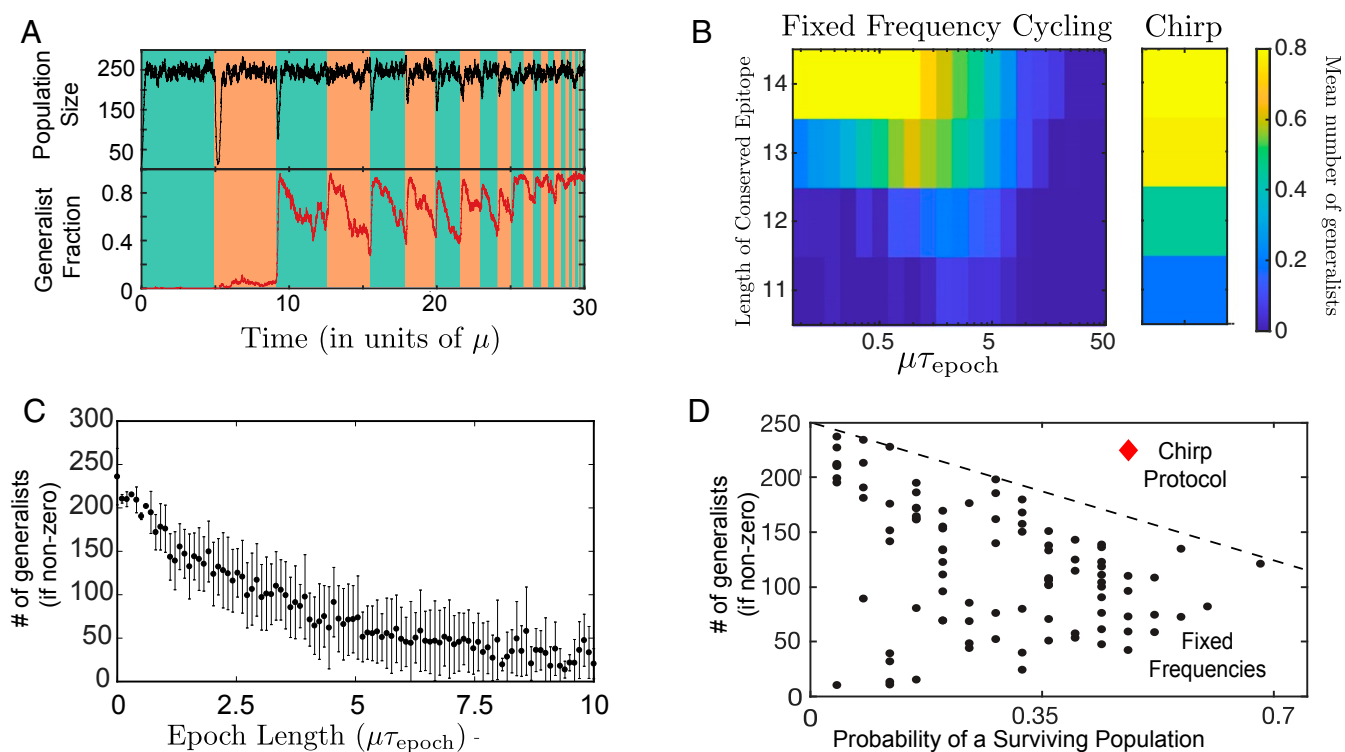 A
Population
Size
250
150
50
Generalist
Fraction
0.8
0.4
0
0
10
20
30
Time (in units of μ)
B
Fixed Frequency Cycling
Chirp
Length of Conserved Epitope
14
13
12
11
0.5
5
50
μτepoch
0.8
0.6
0.4
0.2
0
Mean number of generalists
C
# of generalists
(if non-zero)
300
250
200
150
100
50
0
0
2.5
5
7.5
10
Epoch Length (μτepoch) -
D
# of generalists
(if non-zero)
250
200
150
100
50
0
Chirp
Protocol
Fixed
Frequencies
0
0.35
0.7
Probability of a Surviving Population